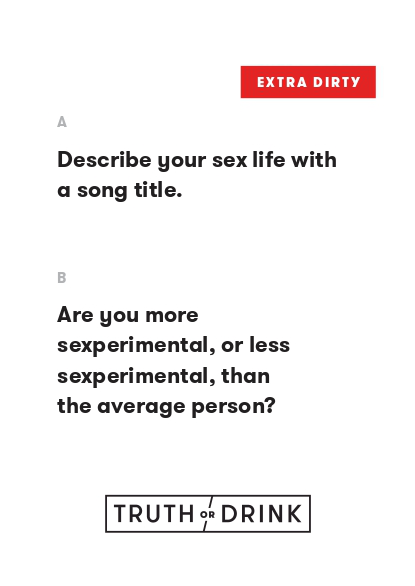 EXTRA DIRTY
A
Describe your sex life with
a song title.
B
Are you more
sexperimental, or less
sexperimental, than
the average person?
TRUTH OR DRINK